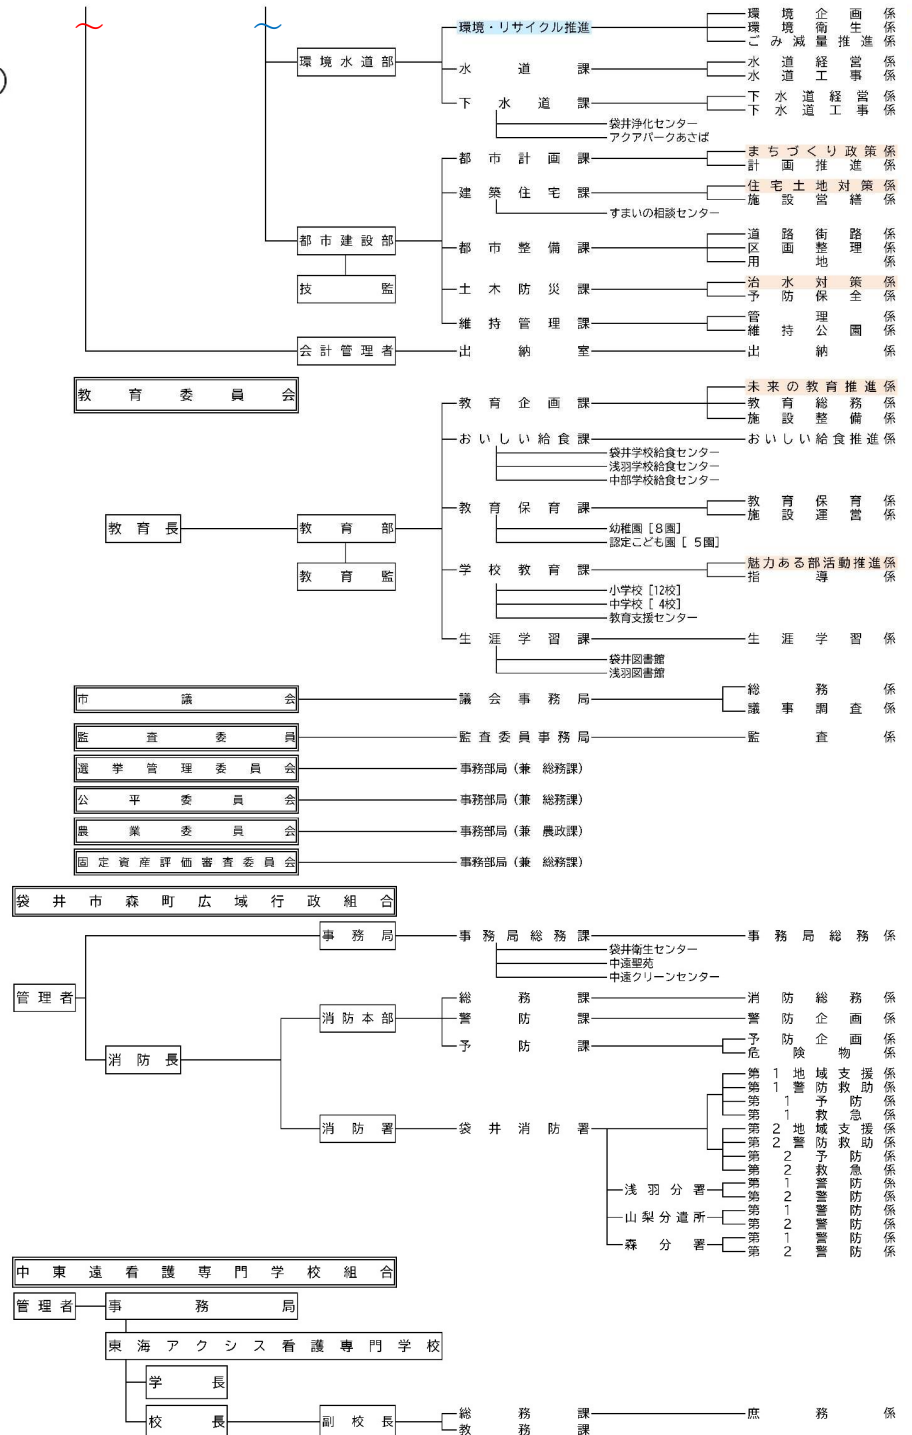 環境水道部
環境・リサイクル推進
環境企画係
環境衛生係
ごみ減量推進係
水道課
水道経営係
水道工事係
下水道課
下水道経営係
下水道工事係
袋井浄化センター
アクアパークあさば
都市建設部
技監
都市計画課
まちづくり政策係
計画推進係
建築住宅課
住宅土地対策係
施設営繕係
すまいの相談センター
都市整備課
道路街路係
区画整理係
用地係
土木防災課
治水対策係
予防保全係
維持管理課
管理係
維持公園係
会計管理者
出納室
出納係
教育委員会
教育長
教育部
教育監
教育企画課
未来の教育推進係
教育総務係
施設整備係
おいしい給食課
おいしい給食推進係
袋井学校給食センター
浅羽学校給食センター
中部学校給食センター
教育保育課
教育保育係
施設運営係
幼稚園［8園］
認定こども園［ 5園］
学校教育課
魅力ある部活動推進係
指導係
小学校［12校］
中学校［ 4校］
教育支援センター
生涯学習課
生涯学習係
袋井図書館
浅羽図書館
市議会
議会事務局
総務係
議事調査係
監査委員
監査委員事務局
監査係
選挙管理委員会
事務部局（兼 総務課）
公平委員会
事務部局（兼 総務課）
農業委員会
事務部局（兼 農政課）
固定資産評価審査委員会
事務部局（兼 総務課）
袋井市森町広域行政組合
管理者
事務局
事務局総務課
事務局総務係
袋井衛生センター
中遠聖苑
中遠クリーンセンター
消防長
消防本部
総務課
消防総務係
警防課
警防企画係
予防課
予防企画係
危険物係
消防署
袋井消防署
第1地域支援係
第1警防救助係
第1予防係
第1救急係
第2地域支援係
第2警防救助係
第2予防係
第2救急係
浅羽分署
第1警防係
第2警防係
山梨分遣所
第1警防係
第2警防係
森分署
第1警防係
第2警防係
中東遠看護専門学校組合
管理者
事務局
東海アクシス看護専門学校
学長
校長
副校長
総務課
庶務係
教務課